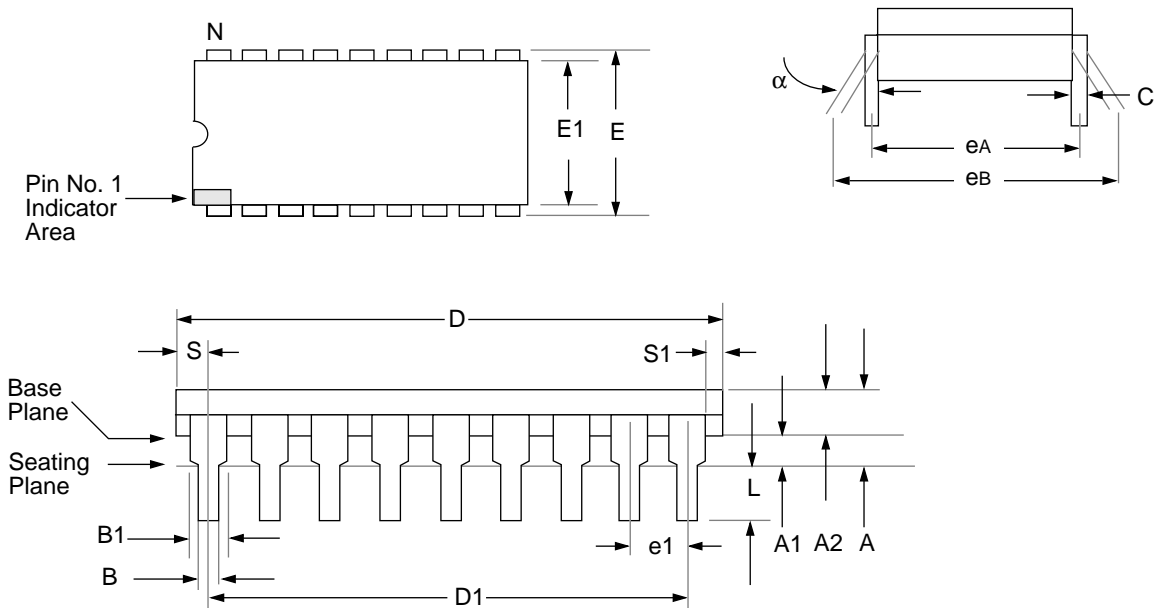 N
E1
E
Pin No. 1
Indicator
Area
α
C
eA
eB
D
S
S1
Base
Plane
Seating
Plane
L
B1
e1
A1
A2
A
B
D1